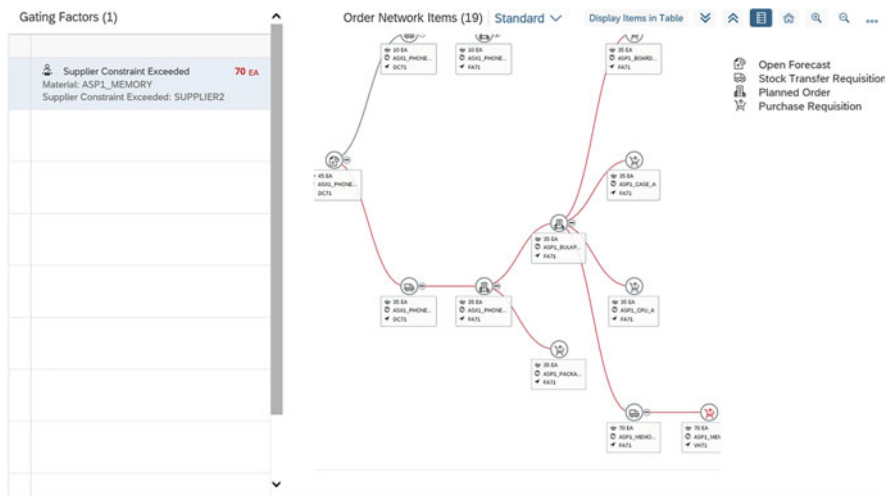 Gating Factors (1)
Supplier Constraint Exceeded 70 EA
Material: ASP1_MEMORY
Supplier Constraint Exceeded: SUPPLIER2
Order Network Items (19) Standard Display Items in Table
10 EA
ASX1_PHONE...
DC71
10 EA
ASX1_PHONE...
FA71
35 EA
ASP1_BOARD...
FA71
45 EA
ASX1_PHONE...
DC71
35 EA
ASP1_CASE_A
FA71
35 EA
ASP1_BULKP...
FA71
35 EA
ASX1_PHONE...
DC71
35 EA
ASX1_PHONE...
FA71
35 EA
ASP1_CPU_A
FA71
35 EA
ASP1_PACKA...
FA71
70 EA
ASP1_MEMO...
FA71
70 EA
ASP1_MEM
VH71
Open Forecast
Stock Transfer Requisition
Planned Order
Purchase Requisition